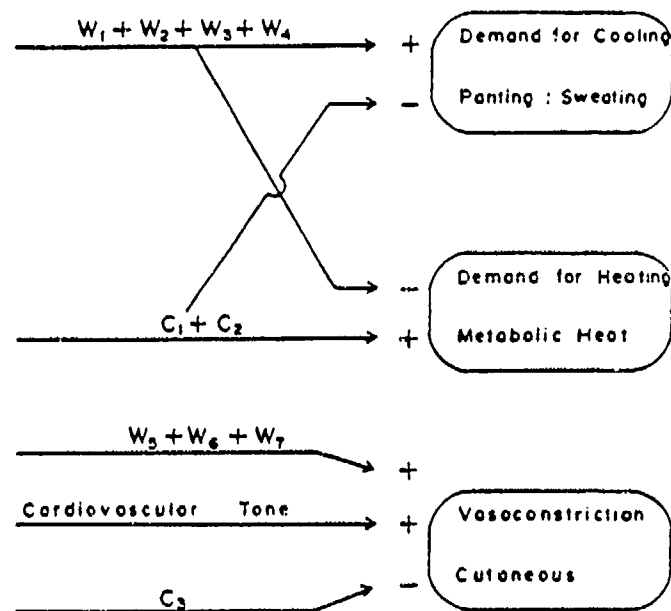 W₁ + W₂ + W₃ + W₄
+
Demand for Cooling
−
Panting : Sweating
−
Demand for Heating
C₁ + C₂
+
Metabolic Heat
W₅ + W₆ + W₇
+
Cardiovascular Tone
+
Vasoconstriction
−
Cutaneous
C₃